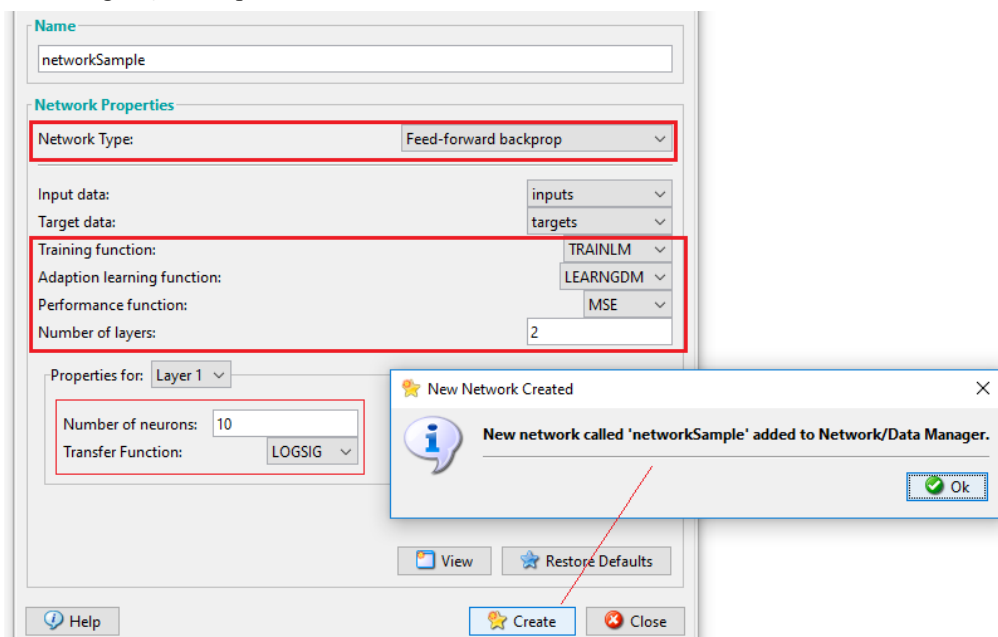 Name
networkSample
Network Properties
Network Type: Feed-forward backprop
Input data: inputs
Target data: targets
Training function: TRAINLM
Adaption learning function: LEARNGDM
Performance function: MSE
Number of layers: 2
Properties for: Layer 1
Number of neurons: 10
Transfer Function: LOGSIG
New Network Created
New network called 'networkSample' added to Network/Data Manager.
Ok
View Restore Defaults
Help Create Close